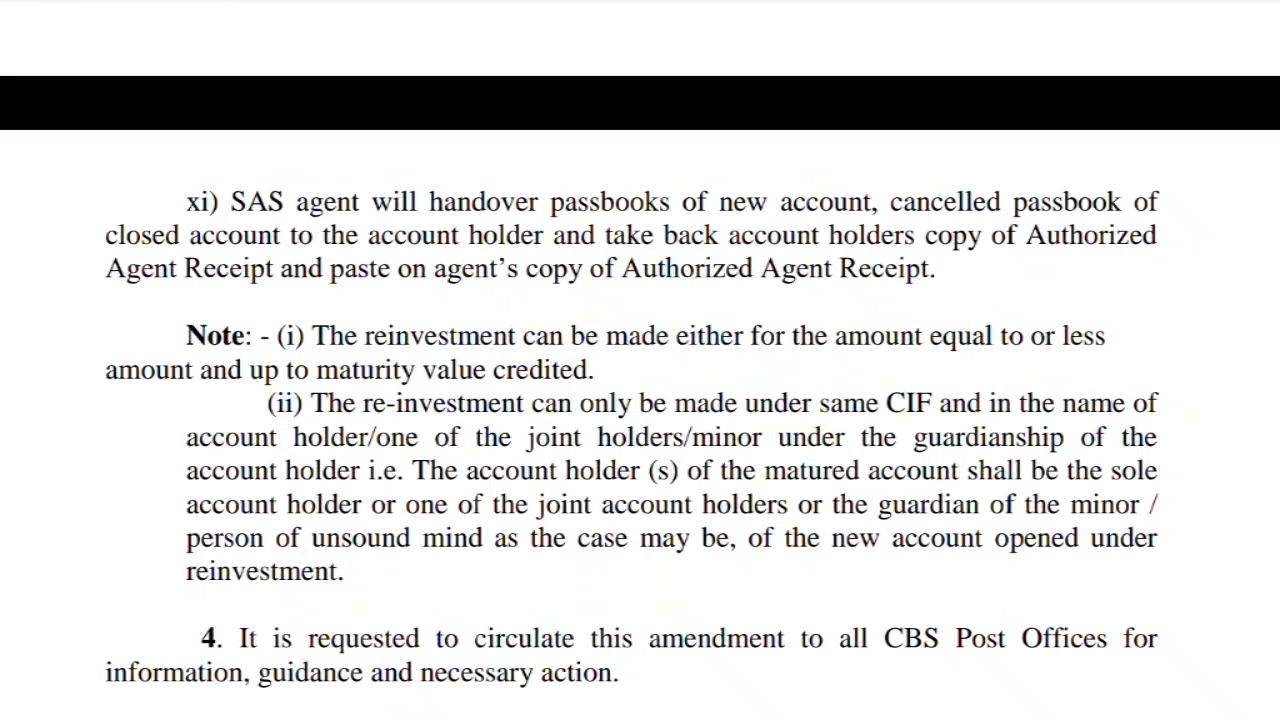 xi) SAS agent will handover passbooks of new account, cancelled passbook of
closed account to the account holder and take back account holders copy of Authorized
Agent Receipt and paste on agent’s copy of Authorized Agent Receipt.
Note: - (i) The reinvestment can be made either for the amount equal to or less
amount and up to maturity value credited.
(ii) The re-investment can only be made under same CIF and in the name of
account holder/one of the joint holders/minor under the guardianship of the
account holder i.e. The account holder (s) of the matured account shall be the sole
account holder or one of the joint account holders or the guardian of the minor /
person of unsound mind as the case may be, of the new account opened under
reinvestment.
4. It is requested to circulate this amendment to all CBS Post Offices for
information, guidance and necessary action.